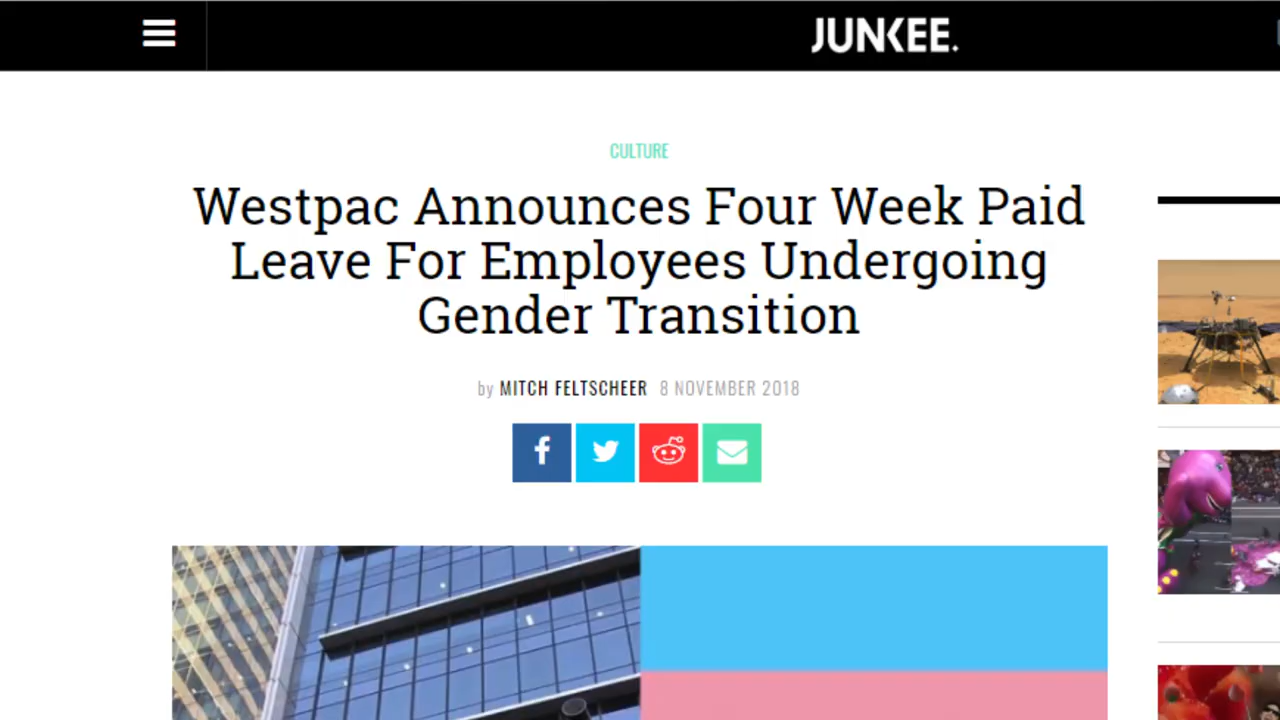 JUNKEE.
CULTURE
Westpac Announces Four Week Paid
Leave For Employees Undergoing
Gender Transition
by MITCH FELTSCHEER 8 NOVEMBER 2018